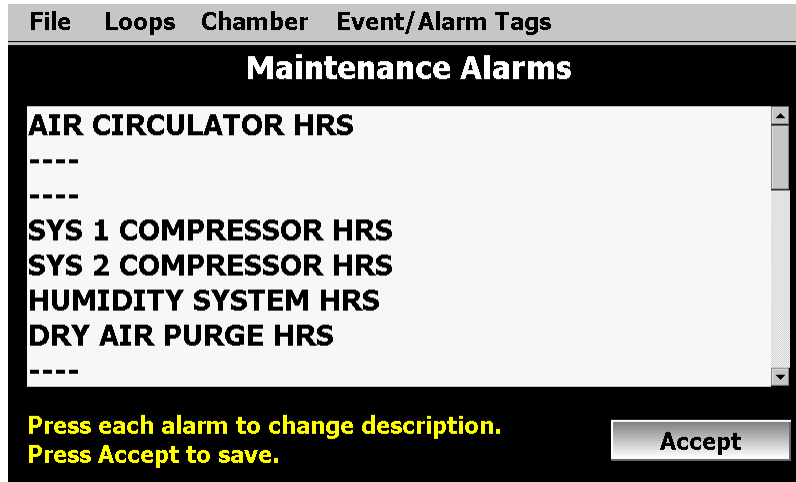 File Loops Chamber Event/Alarm Tags
Maintenance Alarms
AIR CIRCULATOR HRS
----
----
SYS 1 COMPRESSOR HRS
SYS 2 COMPRESSOR HRS
HUMIDITY SYSTEM HRS
DRY AIR PURGE HRS
----
Press each alarm to change description.
Press Accept to save.
Accept